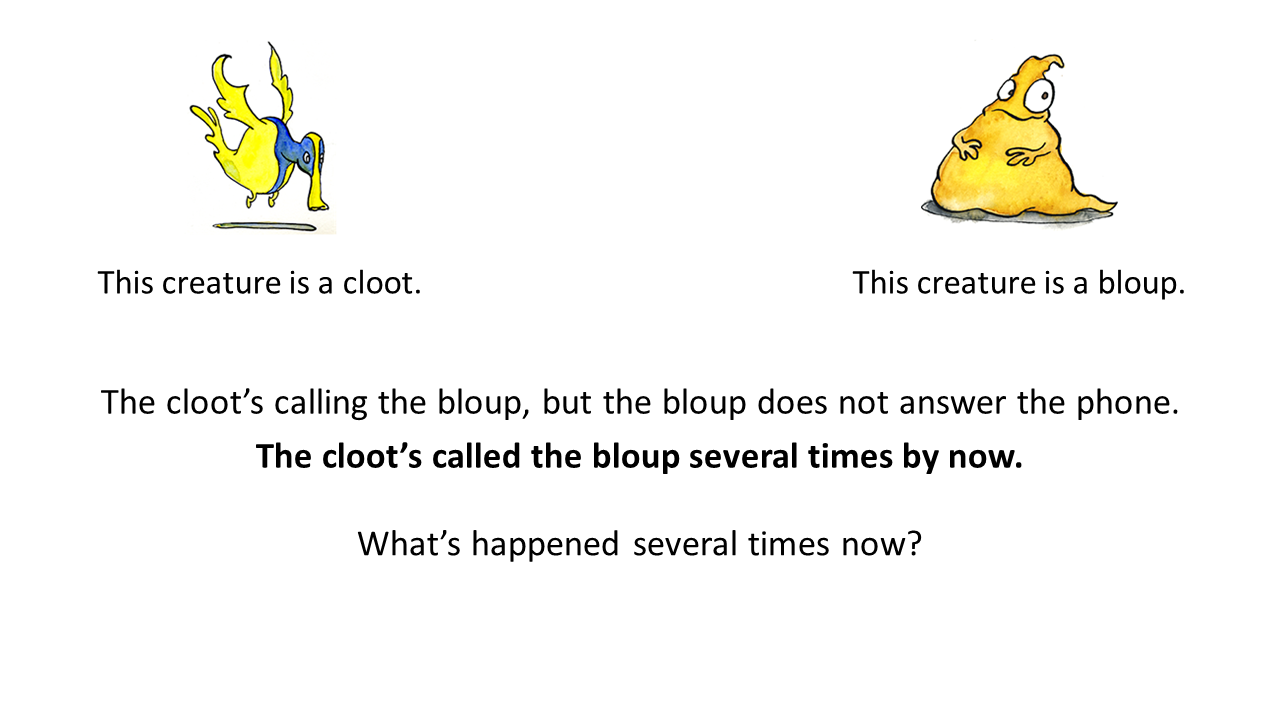 This creature is a cloot.
This creature is a bloup.
The cloot’s calling the bloup, but the bloup does not answer the phone.
The cloot’s called the bloup several times by now.
What’s happened several times now?